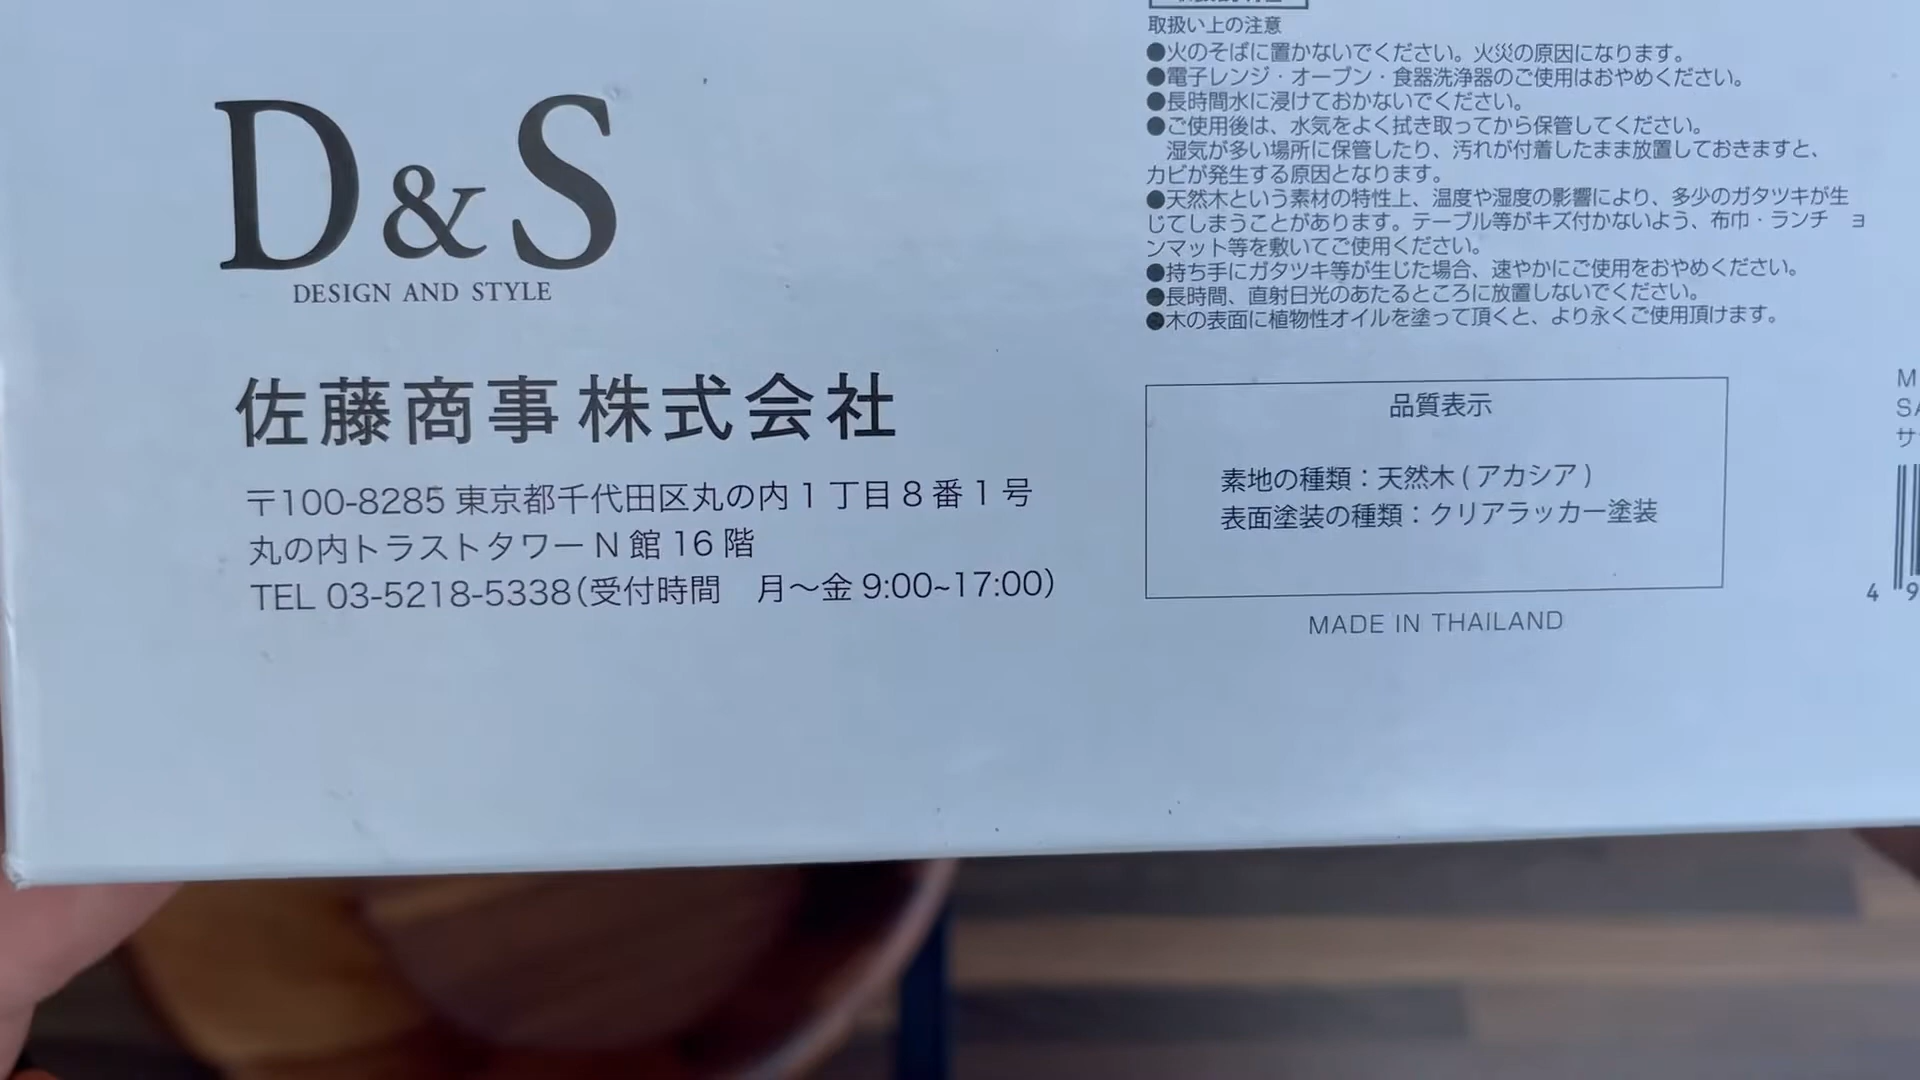 D&S
DESIGN AND STYLE
佐藤商事株式会社
〒100-8285 東京都千代田区丸の内1丁目8番1号
丸の内トラストタワーN館16階
TEL 03-5218-5338(受付時間　月～金 9:00~17:00)
取扱い上の注意
●火のそばに置かないでください。火災の原因になります。
●電子レンジ・オーブン・食器洗浄器のご使用はおやめください。
●長時間水に浸けておかないでください。
●ご使用後は、水気をよく拭き取ってから保管してください。
湿気が多い場所に保管したり、汚れが付着したまま放置しておきますと、
カビが発生する原因となります。
●天然木という素材の特性上、温度や湿度の影響により、多少のガタツキが生
じてしまうことがあります。テーブル等がキズ付かないよう、布巾・ランチ　ョ
ンマット等を敷いてご使用ください。
●持ち手にガタツキ等が生じた場合、速やかにご使用をおやめください。
●長時間、直射日光のあたるところに放置しないでください。
●木の表面に植物性オイルを塗って頂くと、より永くご使用頂けます。
品質表示
素地の種類：天然木 ( アカシア )
表面塗装の種類：クリアラッカー塗装
MADE IN THAILAND
M
SA
サ
4 9